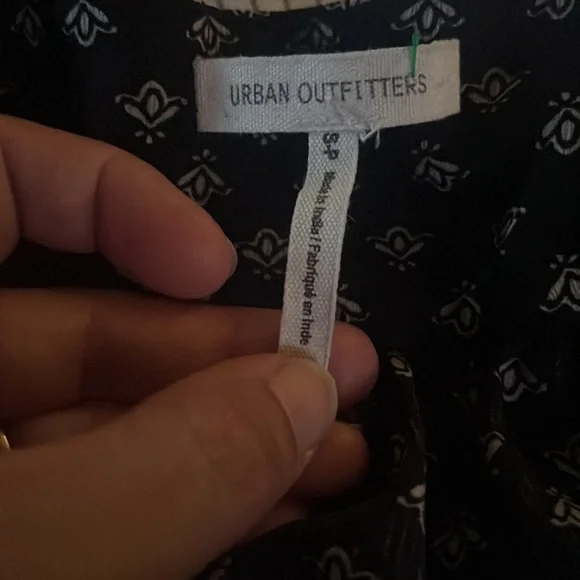 URBAN OUTFITTERS
S-P
Made in India / Fabriqué en Inde